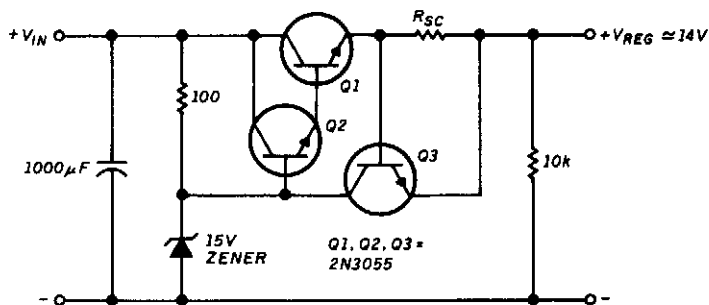 +VIN
RSC
+VREG ≃ 14V
Q1
100
Q2
Q3
1000µF
10k
15V
ZENER
Q1, Q2, Q3 =
2N3055
-
-